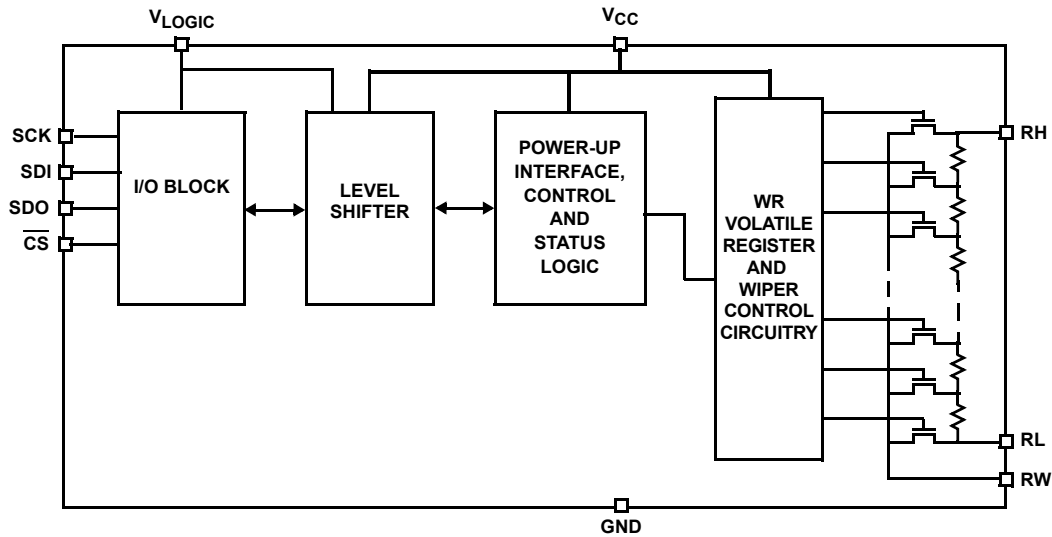 VLOGIC
VCC
SCK
SDI
SDO
CS
I/O BLOCK
LEVEL
SHIFTER
POWER-UP
INTERFACE,
CONTROL
AND
STATUS
LOGIC
WR
VOLATILE
REGISTER
AND
WIPER
CONTROL
CIRCUITRY
RH
RL
RW
GND